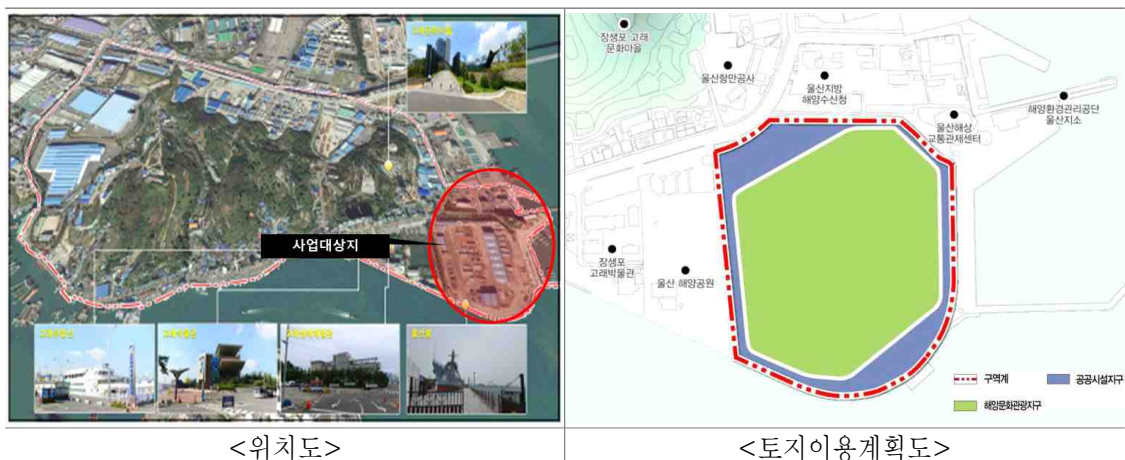 사업대상지
울산함
장생포 고래
문화마을
울산항만공사
울산지방
해양수산청
울산해상
교통관제센터
해양환경관리공단
울산지소
장생포
고래박물관
울산 해양공원
구역계
공공시설지구
해양문화관광지구
<위치도>
<토지이용계획도>